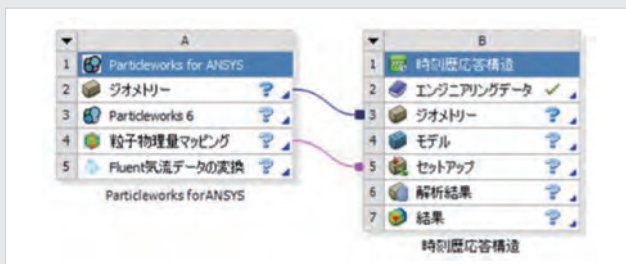 A
1 Particleworks for ANSYS
2 ジオメトリー ?
3 Particleworks 6 ?
4 粒子物理量マッピング ?
5 Fluent気流データの変換 ?
Particleworks forANSYS
B
1 時刻歴応答構造
2 エンジニアリングデータ ✓
3 ジオメトリー ?
4 モデル ?
5 セットアップ ?
6 解析結果 ?
7 結果 ?
時刻歴応答構造